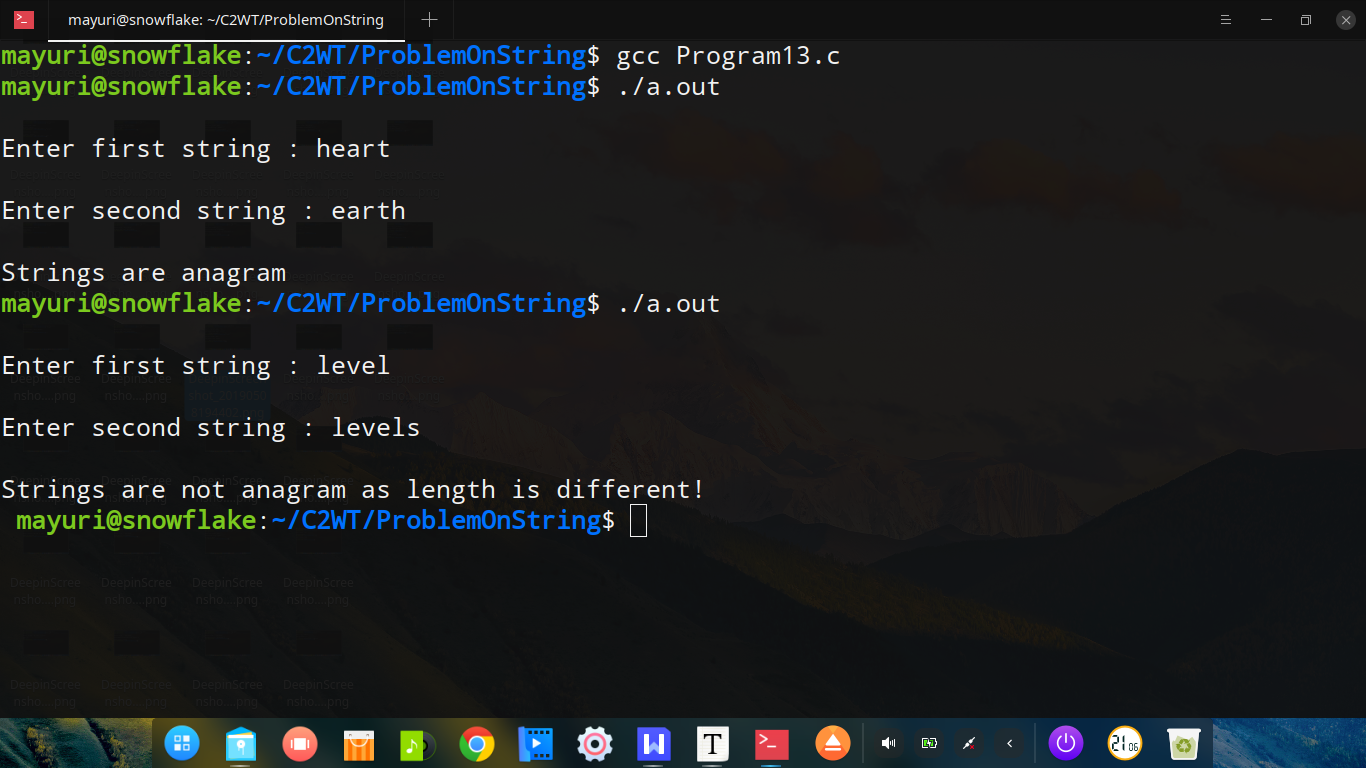 mayuri@snowflake: ~/C2WT/ProblemOnString
mayuri@snowflake:~/C2WT/ProblemOnString$ gcc Program13.c
mayuri@snowflake:~/C2WT/ProblemOnString$ ./a.out
Enter first string : heart
Enter second string : earth
Strings are anagram
mayuri@snowflake:~/C2WT/ProblemOnString$ ./a.out
Enter first string : level
Enter second string : levels
Strings are not anagram as length is different!
mayuri@snowflake:~/C2WT/ProblemOnString$
DeepinScree DeepinScree DeepinScree DeepinScree
nsho....png nsho....png nsho....png nsho....png
DeepinScree DeepinScree DeepinScree DeepinScree
nsho....png nsho....png nsho....png nsho....png
T
21 06